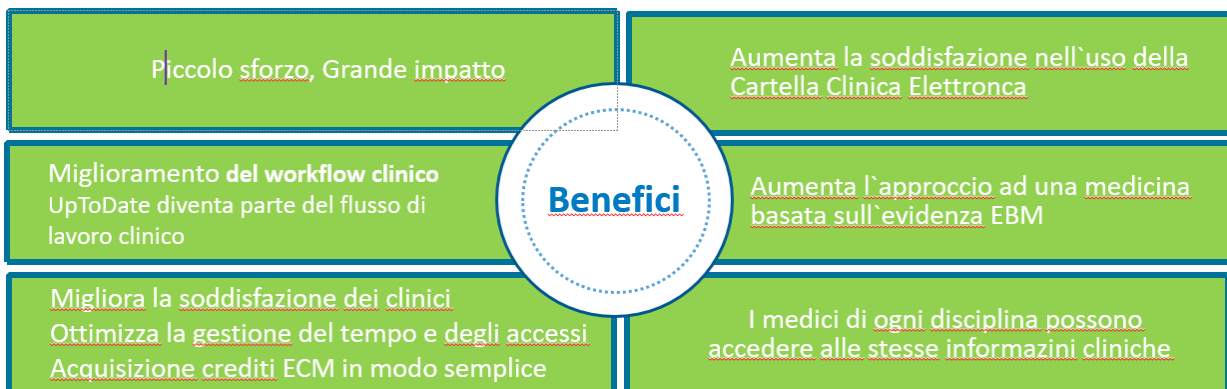 Piccolo sforzo, Grande impatto
Aumenta la soddisfazione nell`uso della
Cartella Clinica Elettronca
Miglioramento del workflow clinico
UpToDate diventa parte del flusso di
lavoro clinico
Benefici
Aumenta l`approccio ad una medicina
basata sull`evidenza EBM
Migliora la soddisfazione dei clinici
Ottimizza la gestione del tempo e degli accessi
Acquisizione crediti ECM in modo semplice
I medici di ogni disciplina possono
accedere alle stesse informazini cliniche